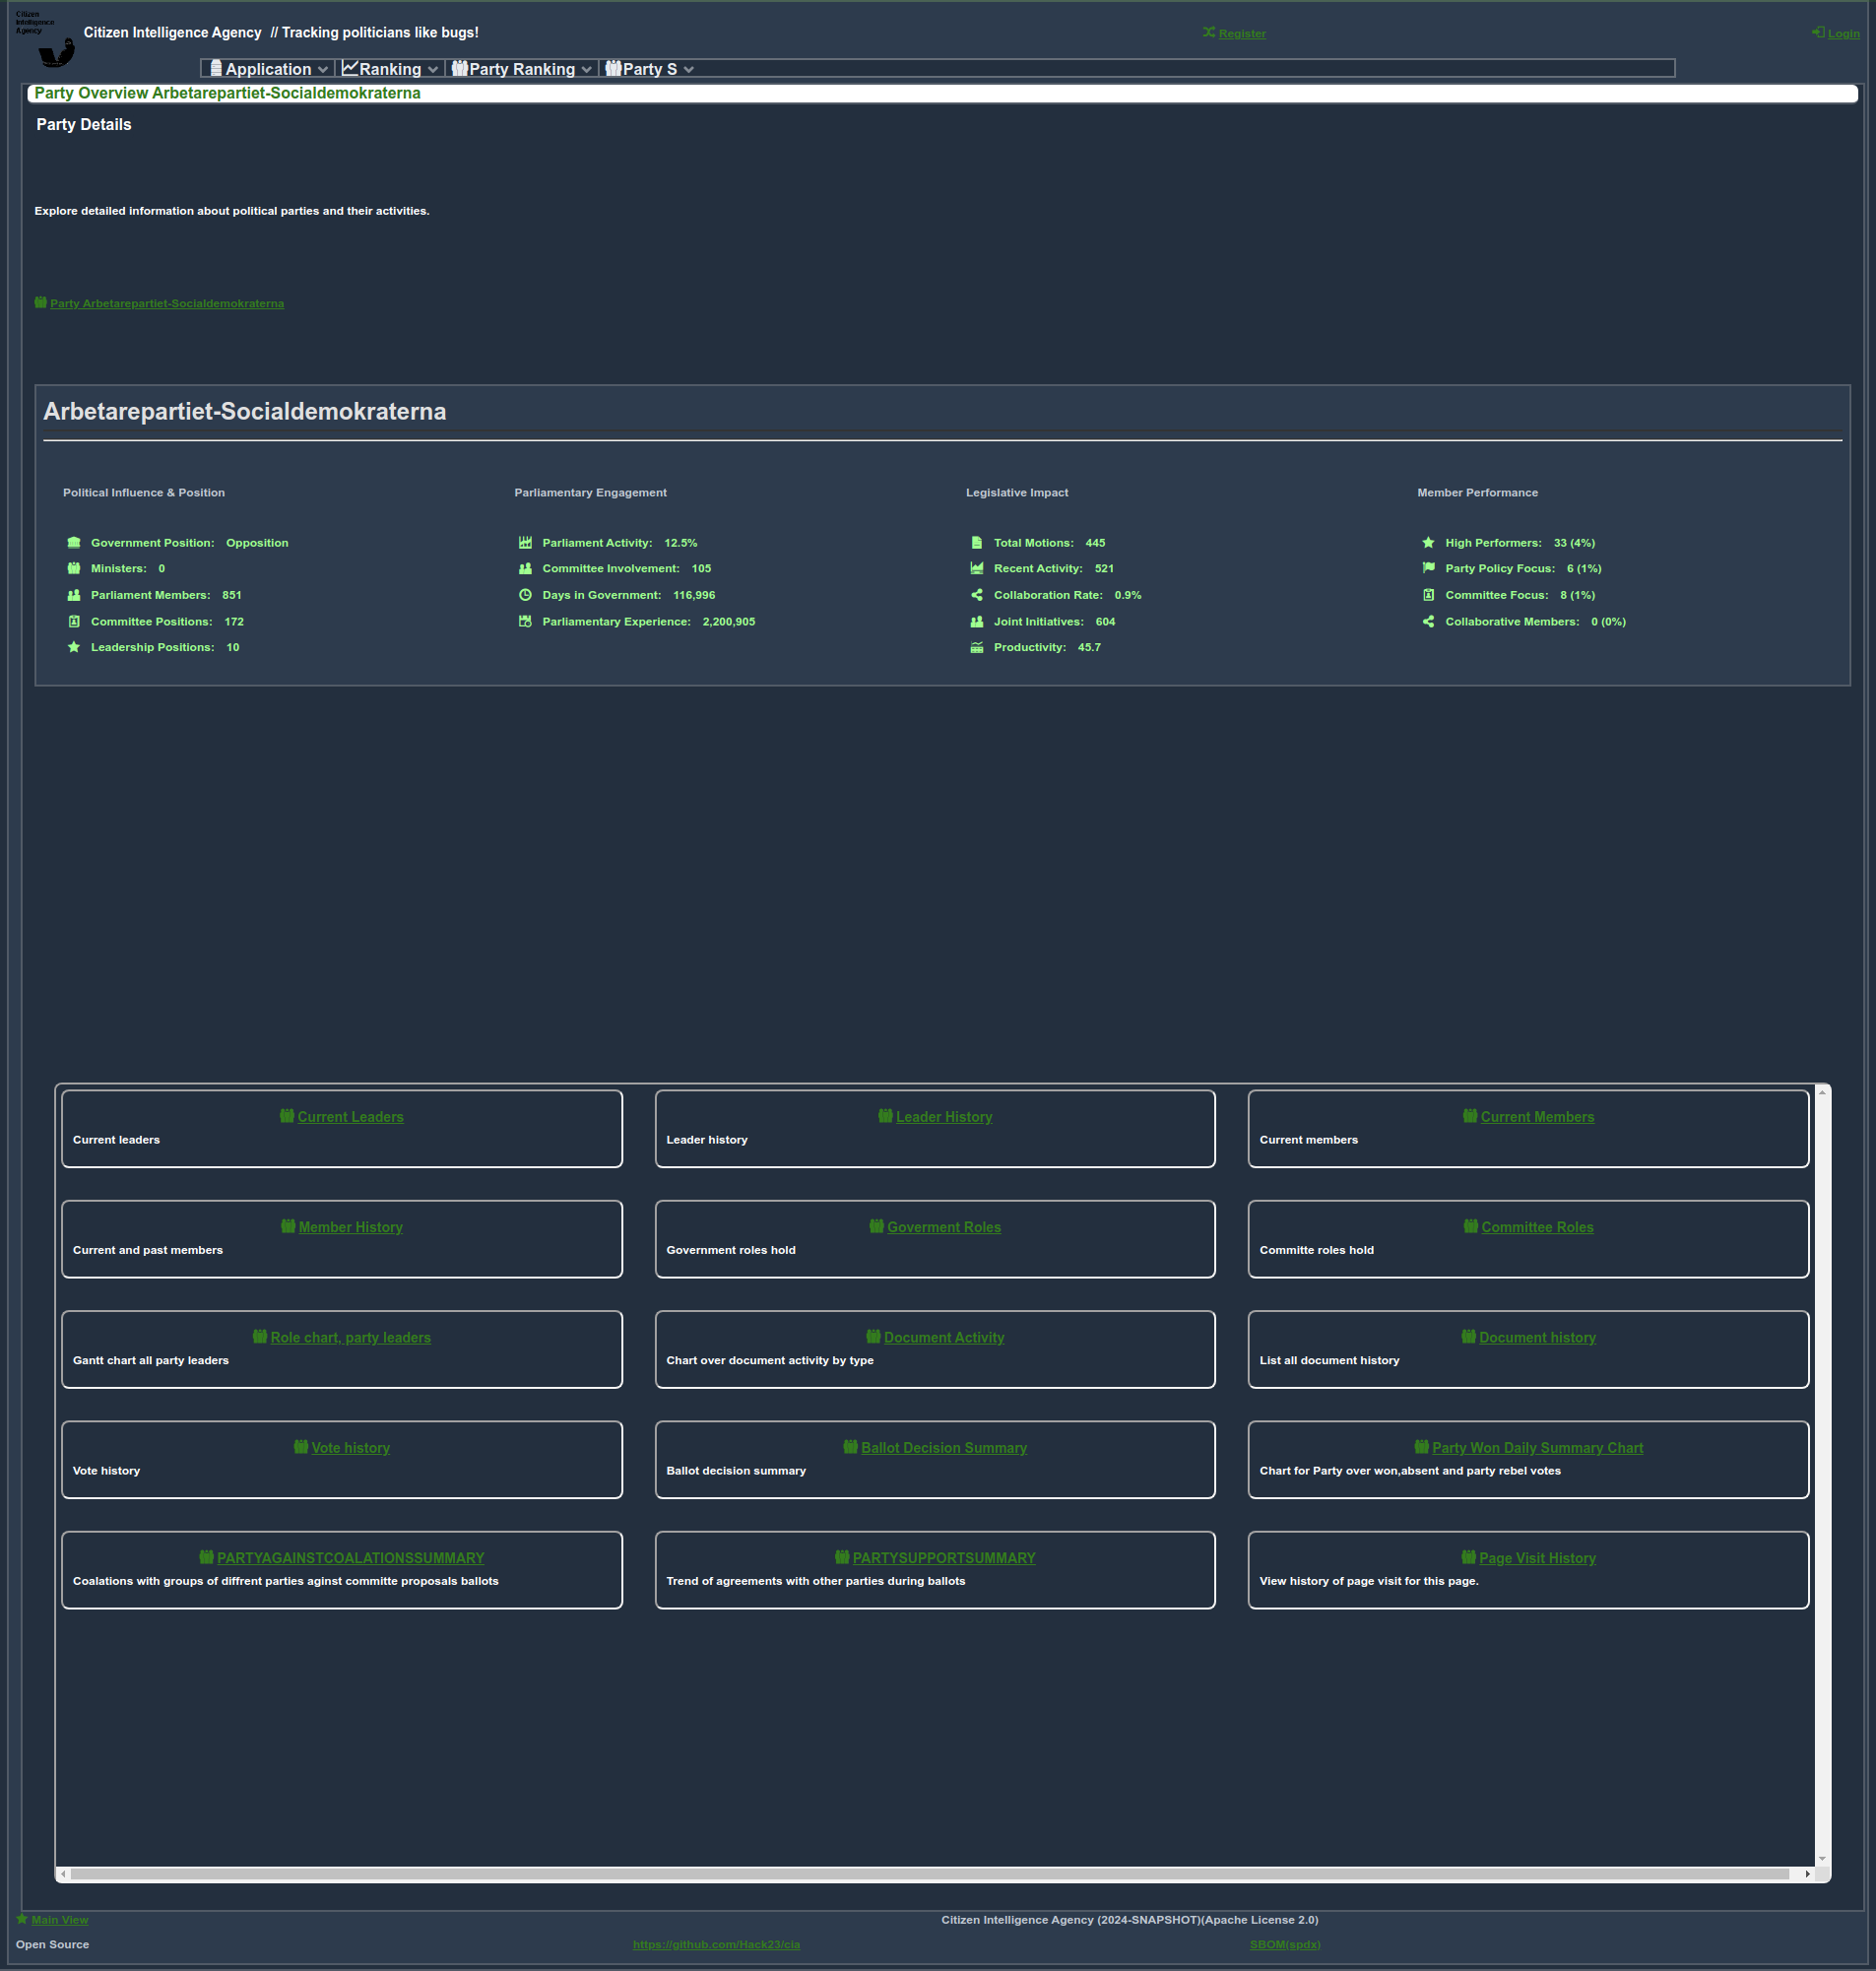 Citizen
Intelligence
Agency
Citizen Intelligence Agency // Tracking politicians like bugs!
Register
Login
Application
Ranking
Party Ranking
Party S
Party Overview Arbetarepartiet-Socialdemokraterna
Party Details
Explore detailed information about political parties and their activities.
Party Arbetarepartiet-Socialdemokraterna
Arbetarepartiet-Socialdemokraterna
Political Influence & Position
Government Position: Opposition
Ministers: 0
Parliament Members: 851
Committee Positions: 172
Leadership Positions: 10
Parliamentary Engagement
Parliament Activity: 12.5%
Committee Involvement: 105
Days in Government: 116,996
Parliamentary Experience: 2,200,905
Legislative Impact
Total Motions: 445
Recent Activity: 521
Collaboration Rate: 0.9%
Joint Initiatives: 604
Productivity: 45.7
Member Performance
High Performers: 33 (4%)
Party Policy Focus: 6 (1%)
Committee Focus: 8 (1%)
Collaborative Members: 0 (0%)
Current Leaders
Current leaders
Leader History
Leader history
Current Members
Current members
Member History
Current and past members
Goverment Roles
Government roles hold
Committee Roles
Committe roles hold
Role chart, party leaders
Gantt chart all party leaders
Document Activity
Chart over document activity by type
Document history
List all document history
Vote history
Vote history
Ballot Decision Summary
Ballot decision summary
Party Won Daily Summary Chart
Chart for Party over won,absent and party rebel votes
PARTYAGAINSTCOALATIONSSUMMARY
Coalations with groups of diffrent parties aginst committe proposals ballots
PARTYSUPPORTSUMMARY
Trend of agreements with other parties during ballots
Page Visit History
View history of page visit for this page.
Main View
Citizen Intelligence Agency (2024-SNAPSHOT)(Apache License 2.0)
Open Source
https://github.com/Hack23/cia
SBOM(spdx)